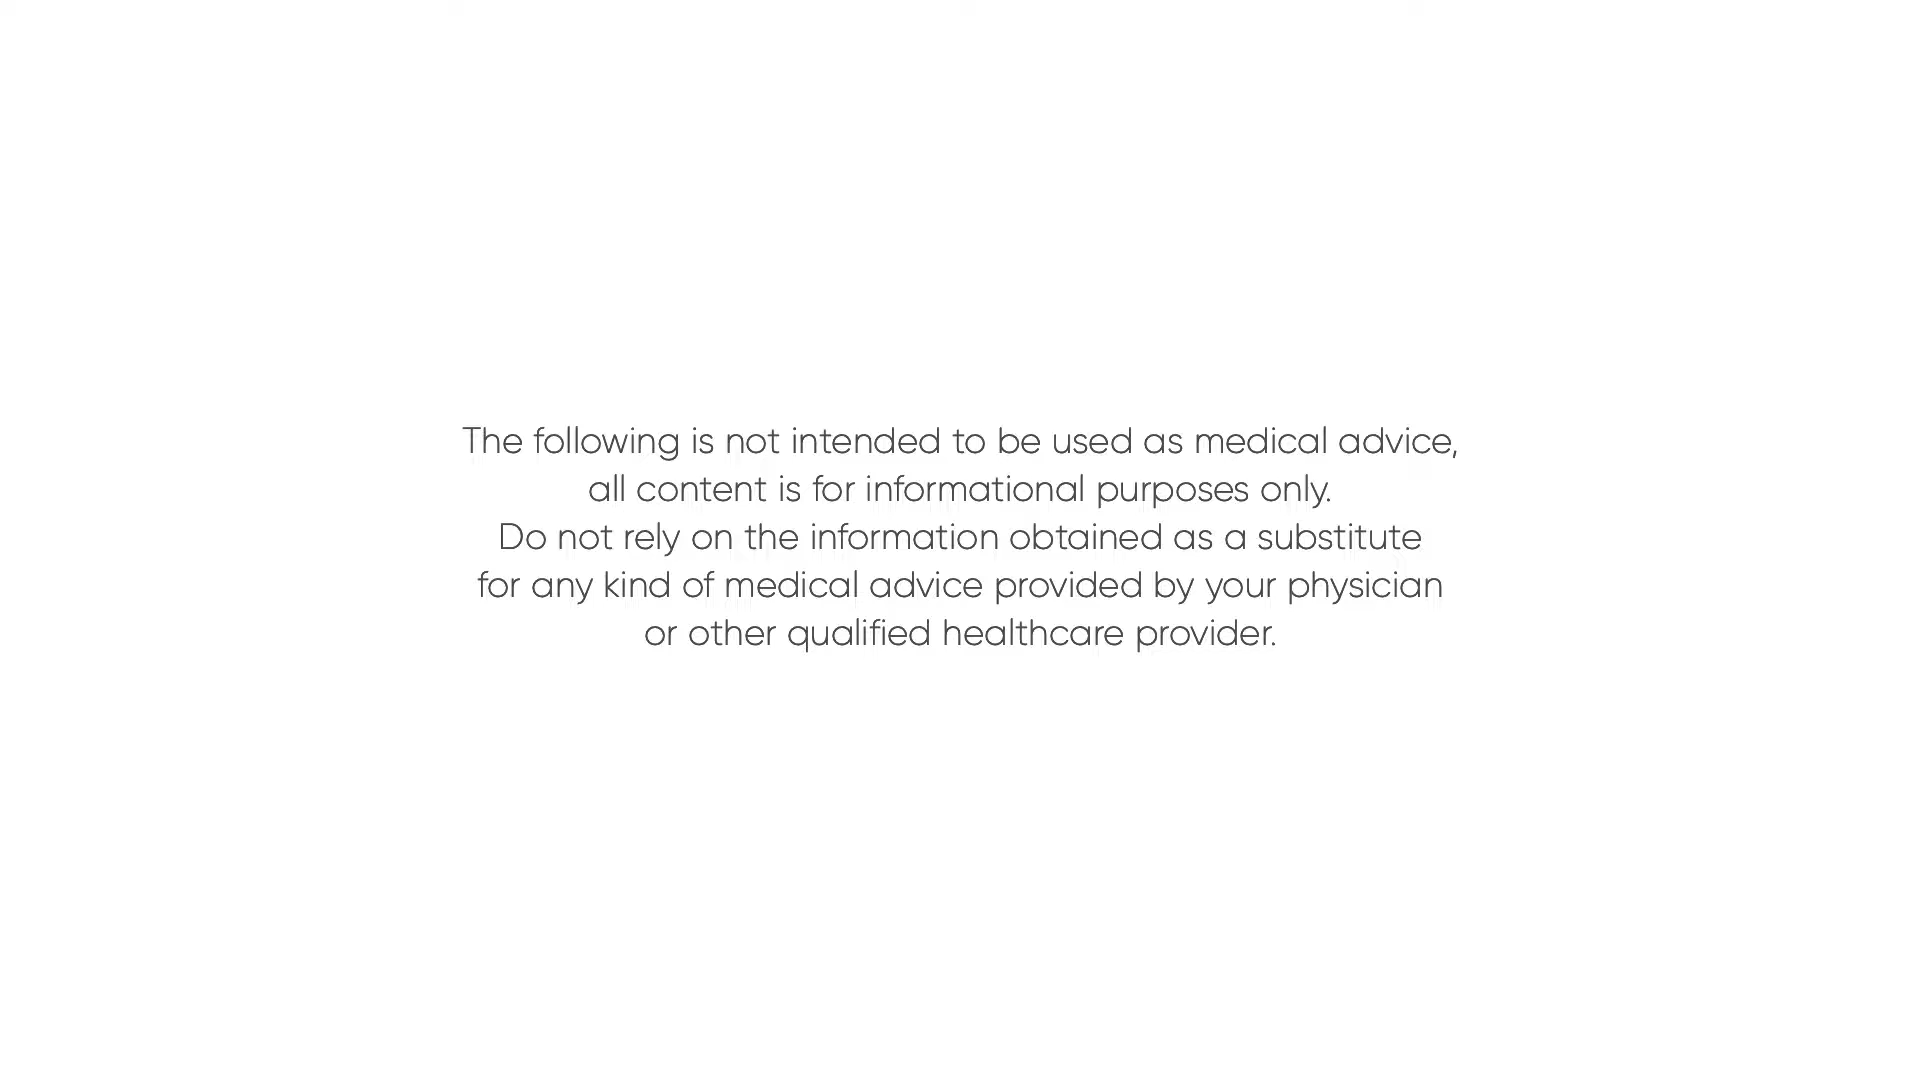 The following is not intended to be used as medical advice,
all content is for informational purposes only.
Do not rely on the information obtained as a substitute
for any kind of medical advice provided by your physician
or other qualified healthcare provider.